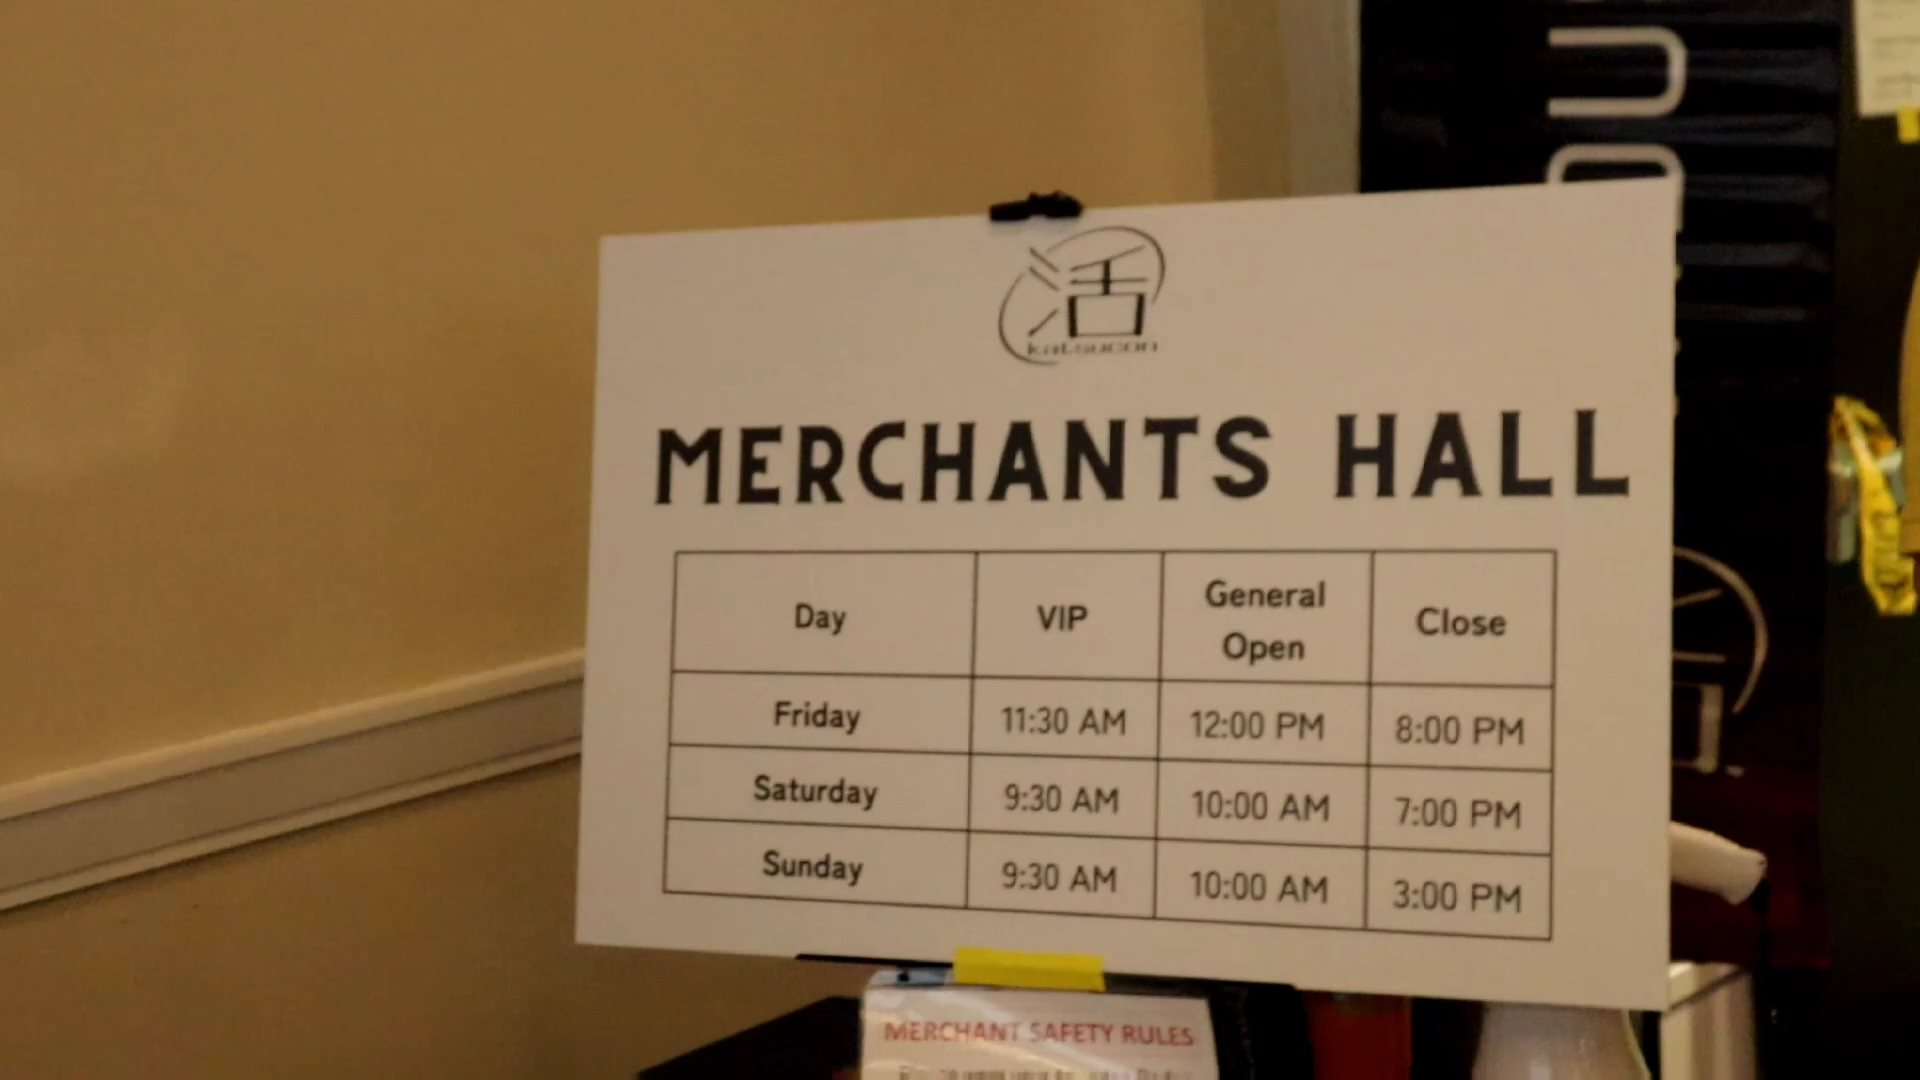 活
katsucon
MERCHANTS HALL
Day VIP General Open Close
Friday 11:30 AM 12:00 PM 8:00 PM
Saturday 9:30 AM 10:00 AM 7:00 PM
Sunday 9:30 AM 10:00 AM 3:00 PM
MERCHANT SAFETY RULES